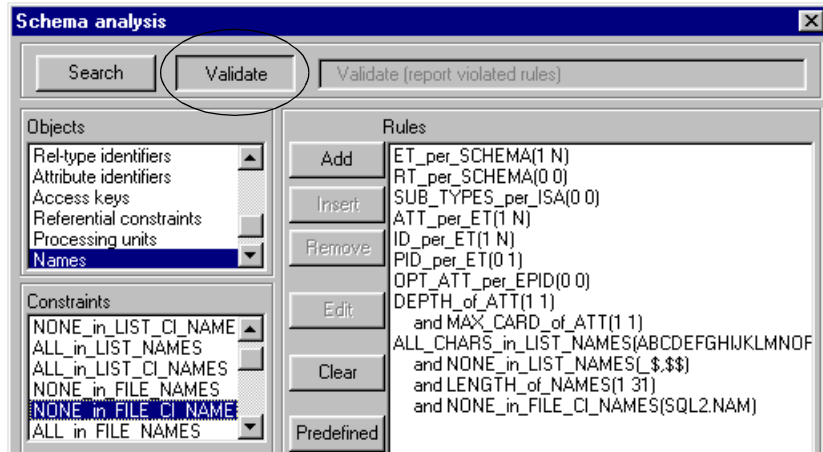 Schema analysis
Search
Validate
Validate (report violated rules)
Objects
Rel-type identifiers
Attribute identifiers
Access keys
Referential constraints
Processing units
Names
Constraints
NONE_in_LIST_CI_NAME
ALL_in_LIST_NAMES
ALL_in_LIST_CI_NAMES
NONE_in_FILE_NAMES
NONE_in_FILE_CI_NAME
ALL_in_FILE_NAMES
Rules
Add
Insert
Remove
Edit
Clear
Predefined
ET_per_SCHEMA(1 N)
RT_per_SCHEMA(0 0)
SUB_TYPES_per_ISA(0 0)
ATT_per_ET(1 N)
ID_per_ET(1 N)
PID_per_ET(0 1)
OPT_ATT_per_EPID(0 0)
DEPTH_of_ATT(1 1)
and MAX_CARD_of_ATT(1 1)
ALL_CHARS_in_LIST_NAMES(ABCDEFGHIJKLMNOF
and NONE_in_LIST_NAMES(_$,$$)
and LENGTH_of_NAMES(1 31)
and NONE_in_FILE_CI_NAMES(SQL2.NAM)